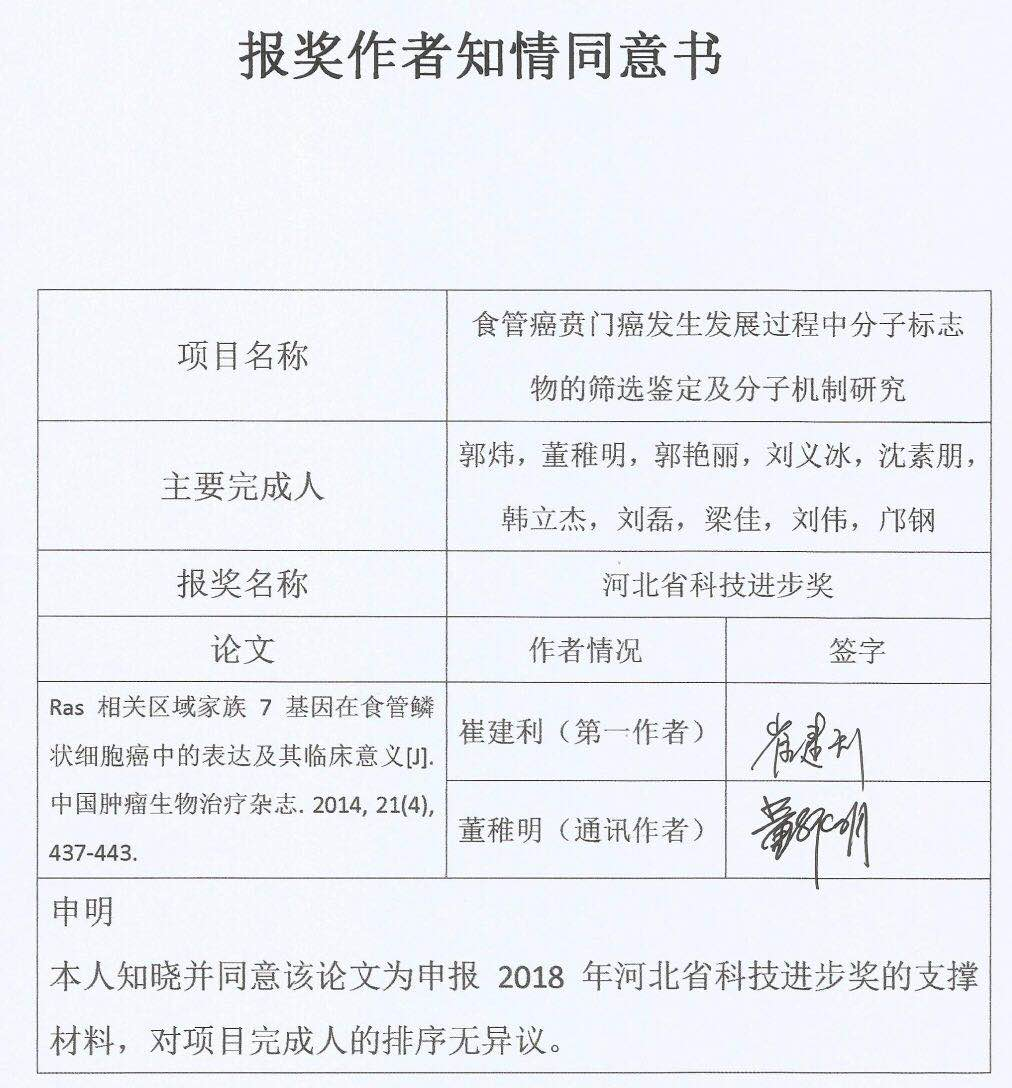 报奖作者知情同意书
项目名称
食管癌贲门癌发生发展过程中分子标志
物的筛选鉴定及分子机制研究
主要完成人
郭炜，董稚明，郭艳丽，刘义冰，沈素朋，
韩立杰，刘磊，梁佳，刘伟，邝钢
报奖名称
河北省科技进步奖
论文
作者情况
签字
Ras 相关区域家族 7 基因在食管鳞
状细胞癌中的表达及其临床意义[J].
中国肿瘤生物治疗杂志. 2014, 21(4),
437-443.
崔建利（第一作者）
崔建利
董稚明（通讯作者）
董稚明
申明
本人知晓并同意该论文为申报 2018 年河北省科技进步奖的支撑
材料，对项目完成人的排序无异议。